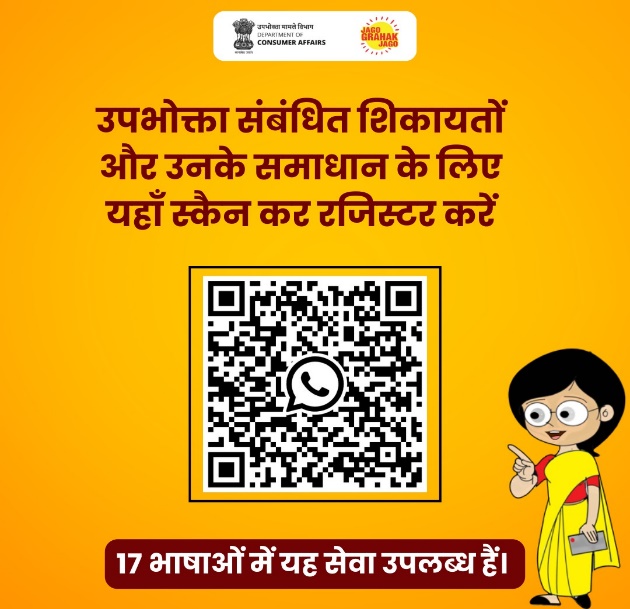 उपभोक्ता मामले विभाग
DEPARTMENT OF
CONSUMER AFFAIRS
JAGO
GRAHAK
JAGO
उपभोक्ता संबंधित शिकायतों
और उनके समाधान के लिए
यहाँ स्कैन कर रजिस्टर करें
17 भाषाओं में यह सेवा उपलब्ध हैं।